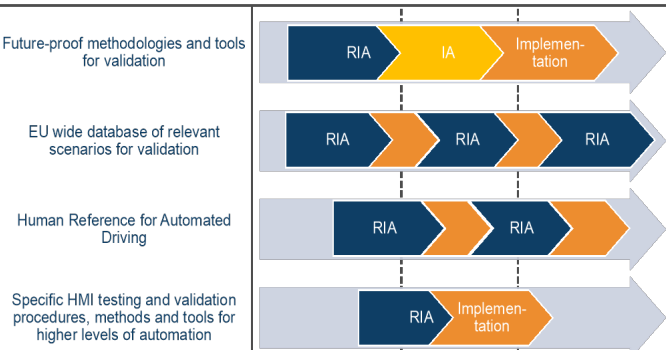 Future-proof methodologies and tools
for validation
RIA
IA
Implemen-
tation
EU wide database of relevant
scenarios for validation
RIA
RIA
RIA
Human Reference for Automated
Driving
RIA
RIA
Specific HMI testing and validation
procedures, methods and tools for
higher levels of automation
RIA
Implemen-
tation